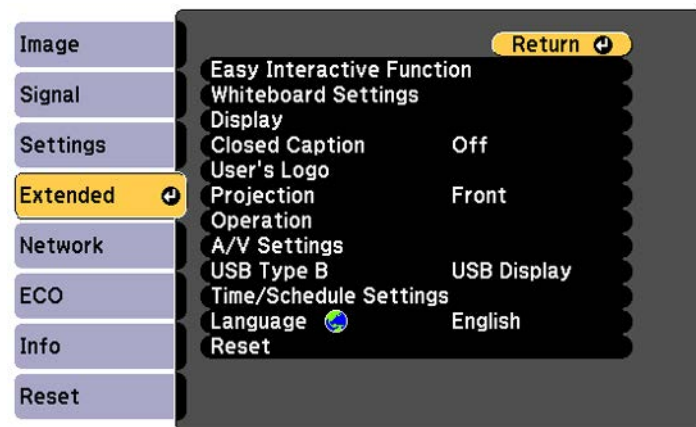 Image
Signal
Settings
Extended
Network
ECO
Info
Reset
Return
Easy Interactive Function
Whiteboard Settings
Display
Closed Caption Off
User's Logo
Projection Front
Operation
A/V Settings
USB Type B USB Display
Time/Schedule Settings
Language English
Reset